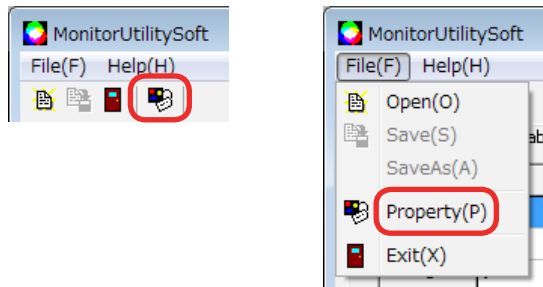 MonitorUtilitySoft
File(F) Help(H)
MonitorUtilitySoft
File(F) Help(H)
Open(O)
Save(S)
SaveAs(A)
Property(P)
Exit(X)